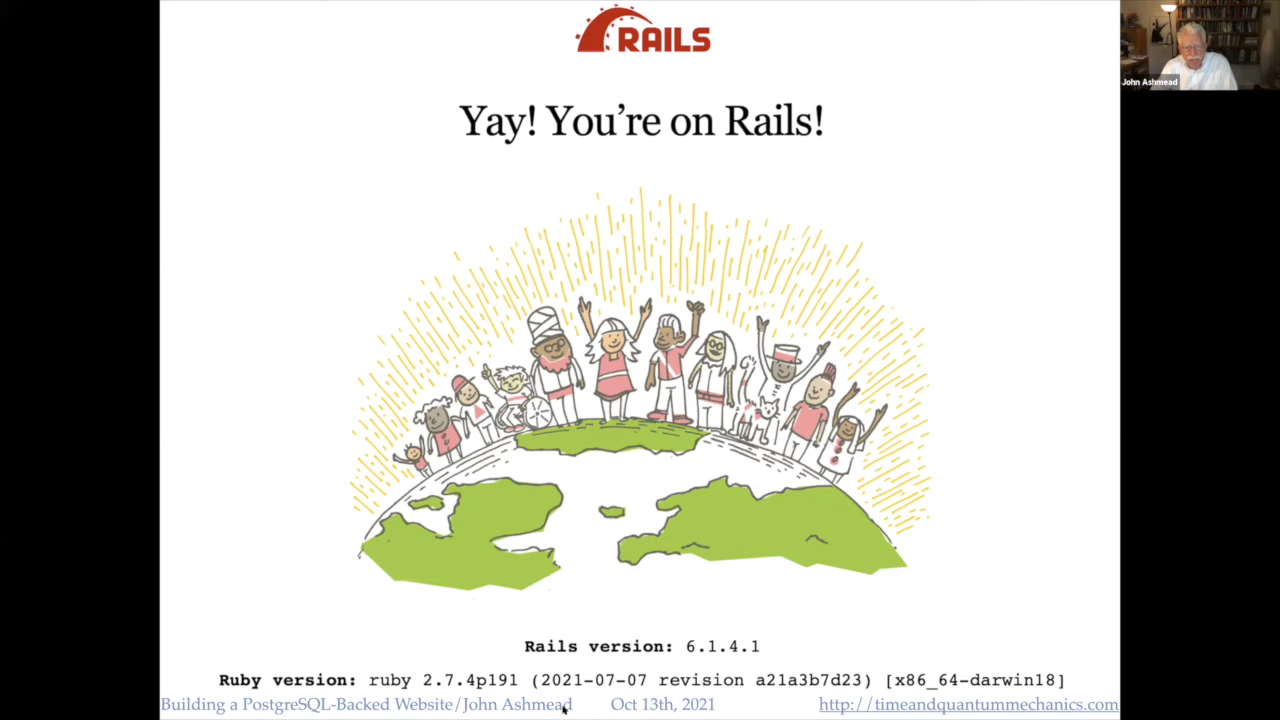 RAILS
John Ashmead
Yay! You’re on Rails!
Rails version: 6.1.4.1
Ruby version: ruby 2.7.4p191 (2021-07-07 revision a21a3b7d23) [x86_64-darwin18]
Building a PostgreSQL-Backed Website/John Ashmead Oct 13th, 2021 http://timeandquantummechanics.com